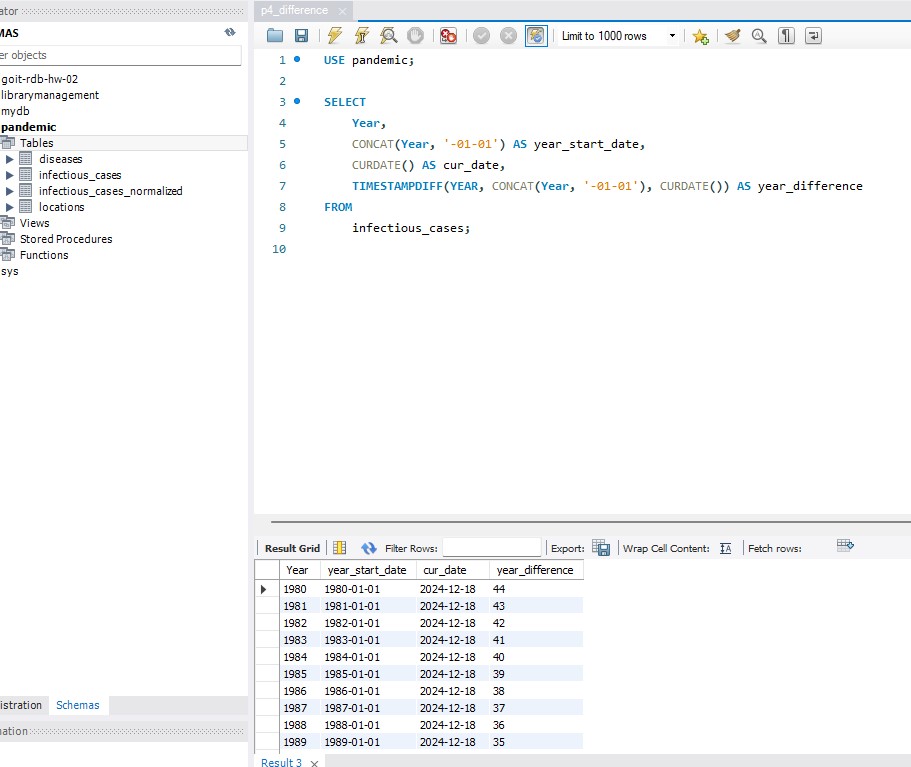 ator
MAS
er objects
goit-rdb-hw-02
librarymanagement
mydb
pandemic
Tables
diseases
infectious_cases
infectious_cases_normalized
locations
Views
Stored Procedures
Functions
sys
istration Schemas
nation
p4_difference
Limit to 1000 rows
1 USE pandemic;
2
3 SELECT
4 Year,
5 CONCAT(Year, '-01-01') AS year_start_date,
6 CURDATE() AS cur_date,
7 TIMESTAMPDIFF(YEAR, CONCAT(Year, '-01-01'), CURDATE()) AS year_difference
8 FROM
9 infectious_cases;
10
Result Grid Filter Rows: Export: Wrap Cell Content: IA Fetch rows:
Year year_start_date cur_date year_difference
1980 1980-01-01 2024-12-18 44
1981 1981-01-01 2024-12-18 43
1982 1982-01-01 2024-12-18 42
1983 1983-01-01 2024-12-18 41
1984 1984-01-01 2024-12-18 40
1985 1985-01-01 2024-12-18 39
1986 1986-01-01 2024-12-18 38
1987 1987-01-01 2024-12-18 37
1988 1988-01-01 2024-12-18 36
1989 1989-01-01 2024-12-18 35
Result 3